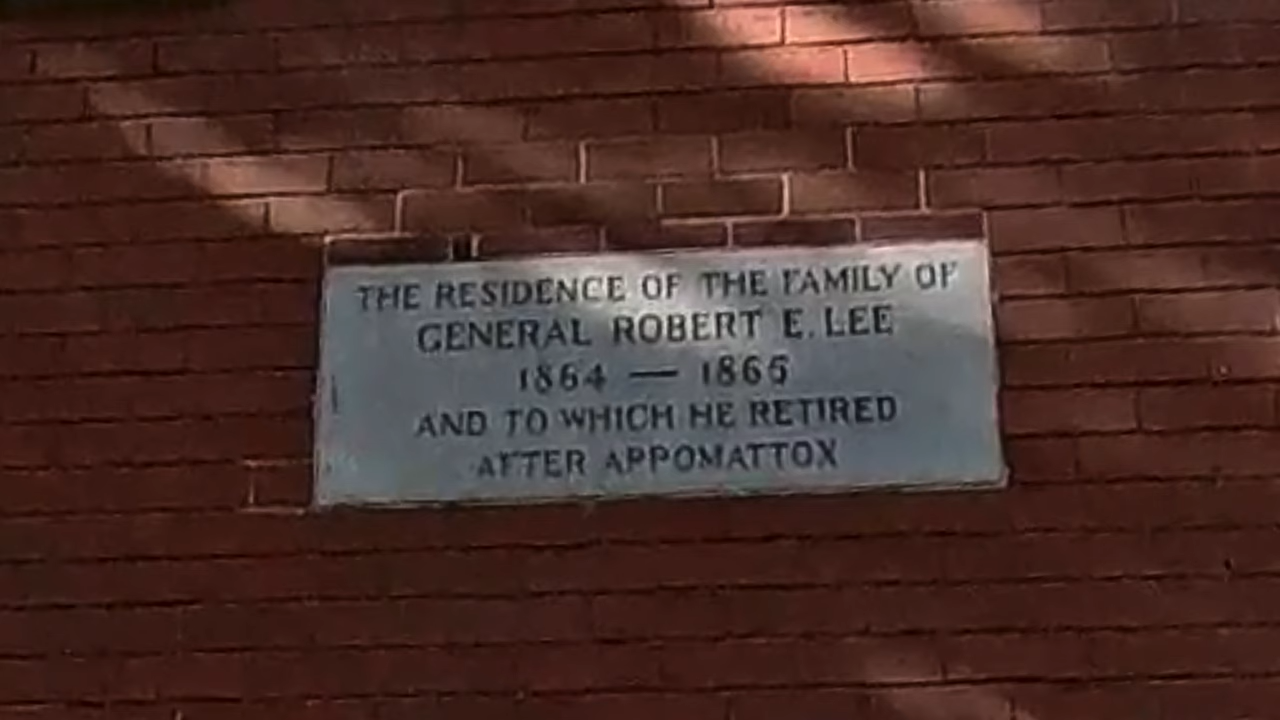 THE RESIDENCE OF THE FAMILY OF
GENERAL ROBERT E. LEE
1864 — 1865
AND TO WHICH HE RETIRED
AFTER APPOMATTOX